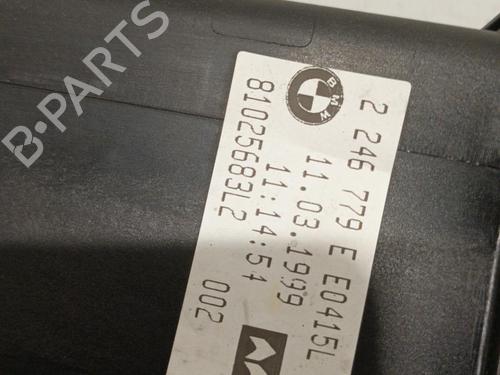 B-PARTS
BMW
2 246 779 E E0415L
11.03.1999
11:14:54
81025683L2
002